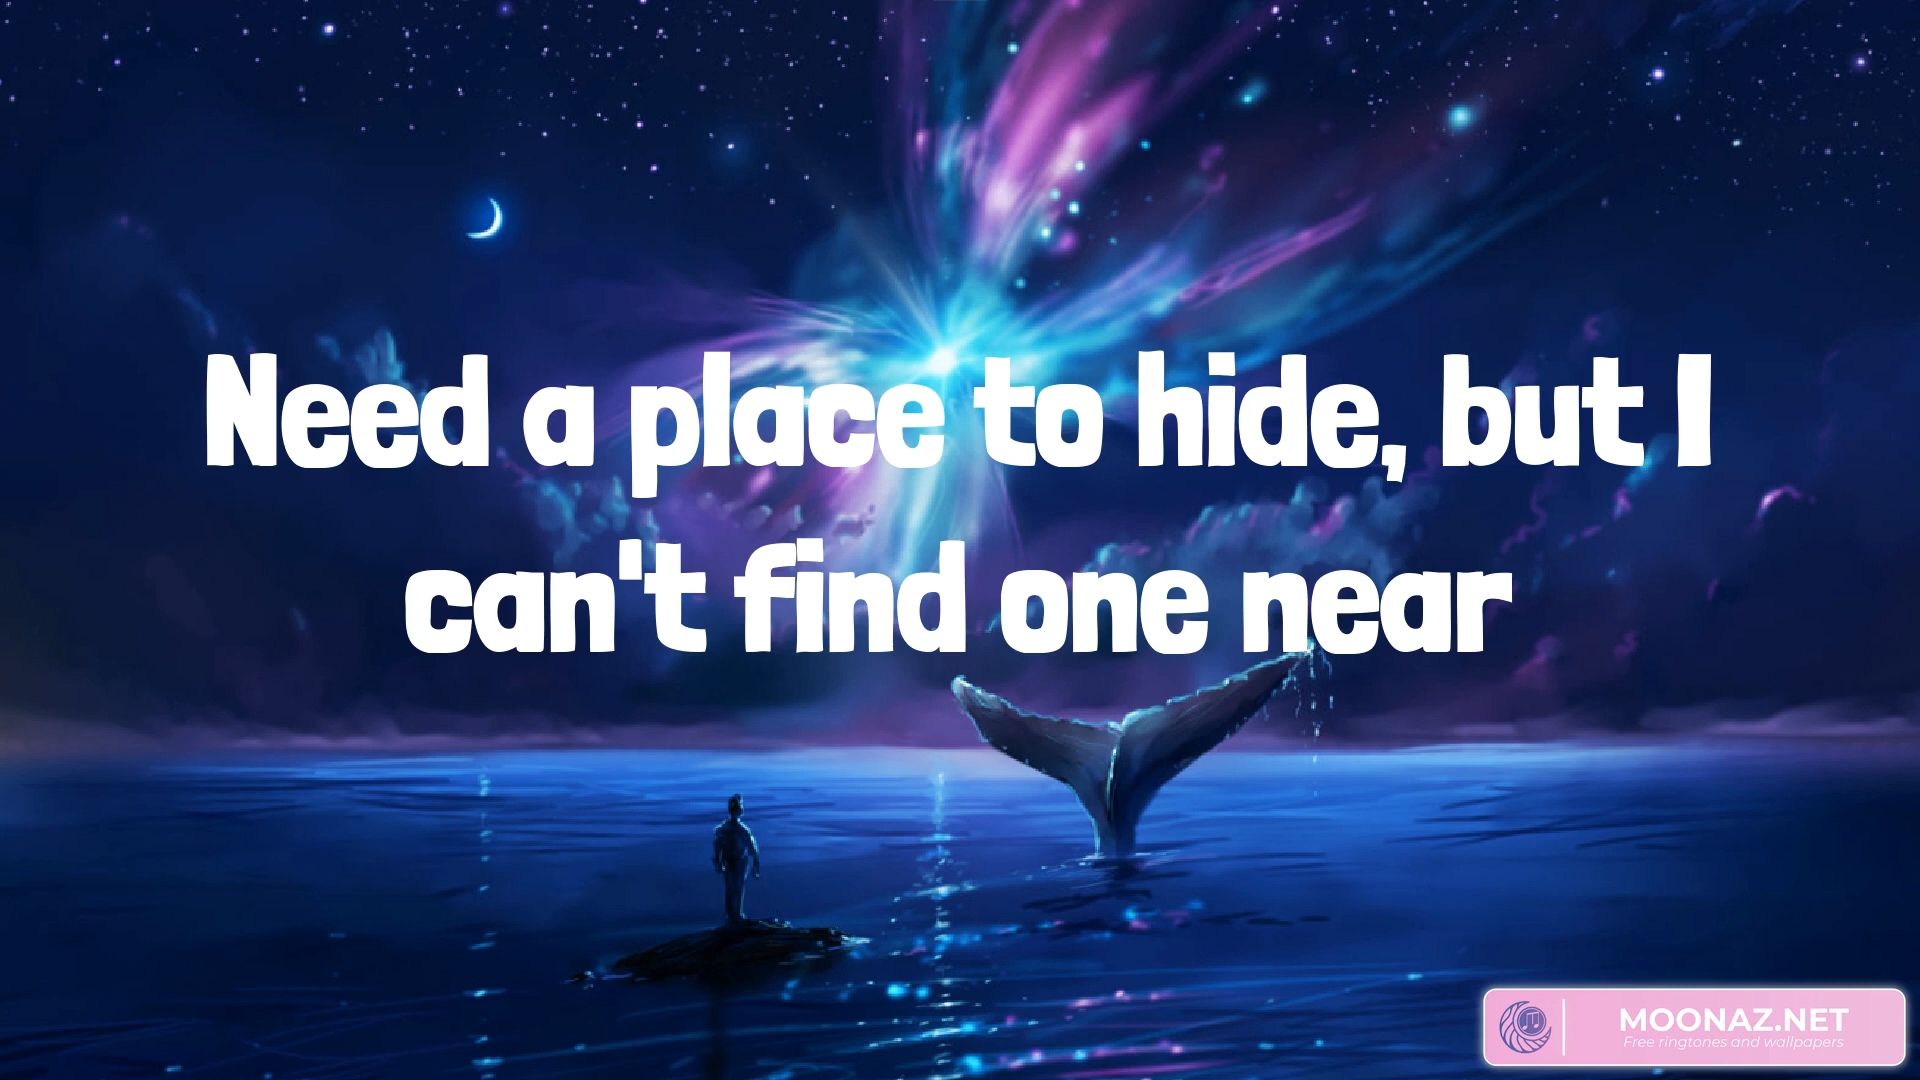 Need a place to hide, but I
can't find one near
MOONAZ.NET
Free ringtones and wallpapers